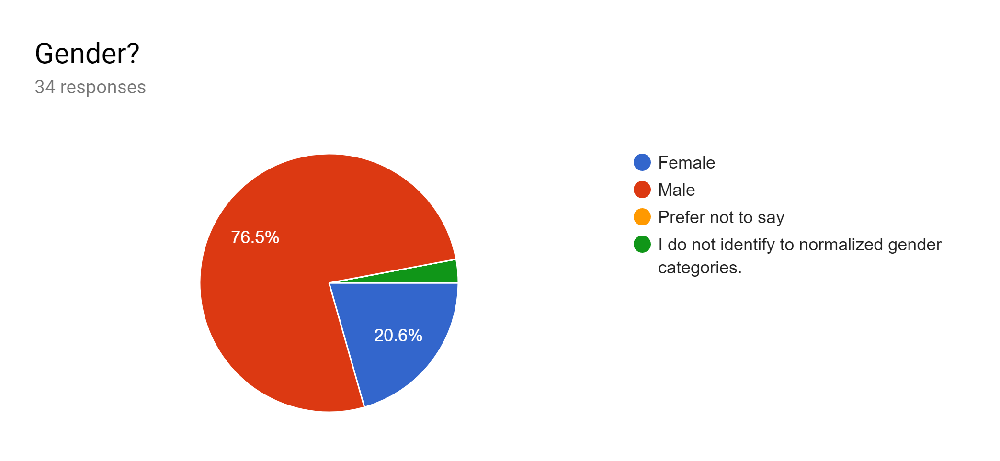 Gender?
34 responses
76.5%
20.6%
Female
Male
Prefer not to say
I do not identify to normalized gender
categories.